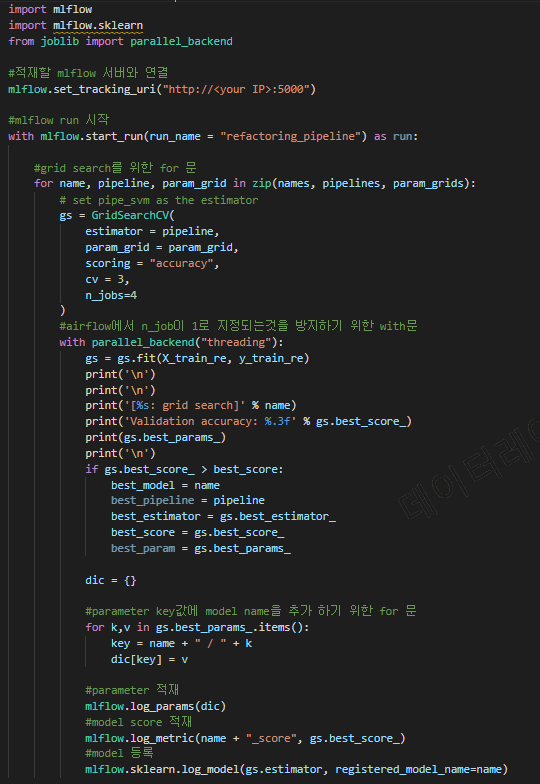 import mlflow
import mlflow.sklearn
from joblib import parallel_backend

#적재할 mlflow 서버와 연결
mlflow.set_tracking_uri("http://<your IP>:5000")

#mlflow run 시작
with mlflow.start_run(run_name = "refactoring_pipeline") as run:

    #grid search를 위한 for 문
    for name, pipeline, param_grid in zip(names, pipelines, param_grids):
        # set pipe_svm as the estimator
        gs = GridSearchCV(
            estimator = pipeline,
            param_grid = param_grid,
            scoring = "accuracy",
            cv = 3,
            n_jobs=4
        )
        #airflow에서 n_job이 1로 지정되는것을 방지하기 위한 with문
        with parallel_backend("threading"):
            gs = gs.fit(X_train_re, y_train_re)
            print('\n')
            print('\n')
            print('[%s: grid search]' % name)
            print('Validation accuracy: %.3f' % gs.best_score_)
            print(gs.best_params_)
            print('\n')
            if gs.best_score_ > best_score:
                best_model = name
                best_pipeline = pipeline
                best_estimator = gs.best_estimator_
                best_score = gs.best_score_
                best_param = gs.best_params_

            dic = {}

            #parameter key값에 model name을 추가 하기 위한 for 문
            for k,v in gs.best_params_.items():
                key = name + " / " + k
                dic[key] = v

            #parameter 적재
            mlflow.log_params(dic)
            #model score 적재
            mlflow.log_metric(name + "_score", gs.best_score_)
            #model 등록
            mlflow.sklearn.log_model(gs.estimator, registered_model_name=name)